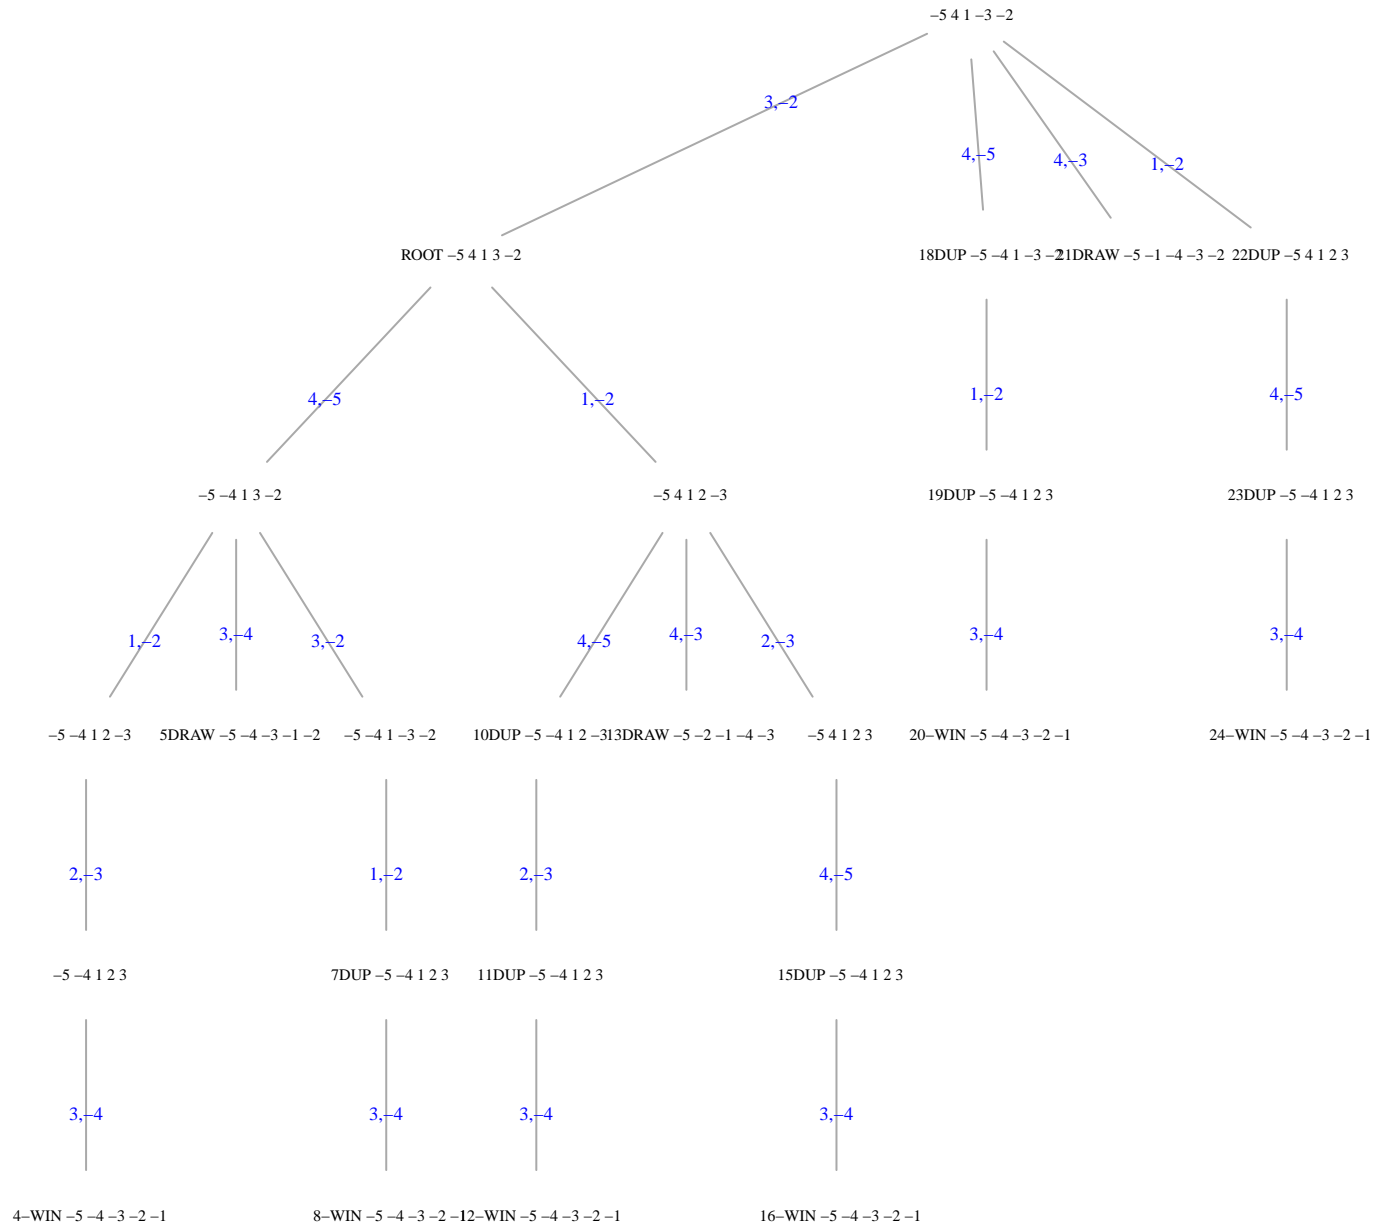 −5 4 1 −3 −2
3,−2
4,−5 4,−3 1,−2
ROOT −5 4 1 3 −2 18DUP −5 −4 1 −3 −2 21DRAW −5 −1 −4 −3 −2 22DUP −5 4 1 2 3
4,−5 1,−2 1,−2 4,−5
−5 −4 1 3 −2 −5 4 1 2 −3 19DUP −5 −4 1 2 3 23DUP −5 −4 1 2 3
1,−2 3,−4 3,−2 4,−5 4,−3 2,−3 3,−4 3,−4
−5 −4 1 2 −3 5DRAW −5 −4 −3 −1 −2 −5 −4 1 −3 −2 10DUP −5 −4 1 2 −3 13DRAW −5 −2 −1 −4 −3 −5 4 1 2 3 20−WIN −5 −4 −3 −2 −1 24−WIN −5 −4 −3 −2 −1
2,−3 1,−2 2,−3 4,−5
−5 −4 1 2 3 7DUP −5 −4 1 2 3 11DUP −5 −4 1 2 3 15DUP −5 −4 1 2 3
3,−4 3,−4 3,−4 3,−4
4−WIN −5 −4 −3 −2 −1 8−WIN −5 −4 −3 −2 −1 12−WIN −5 −4 −3 −2 −1 16−WIN −5 −4 −3 −2 −1